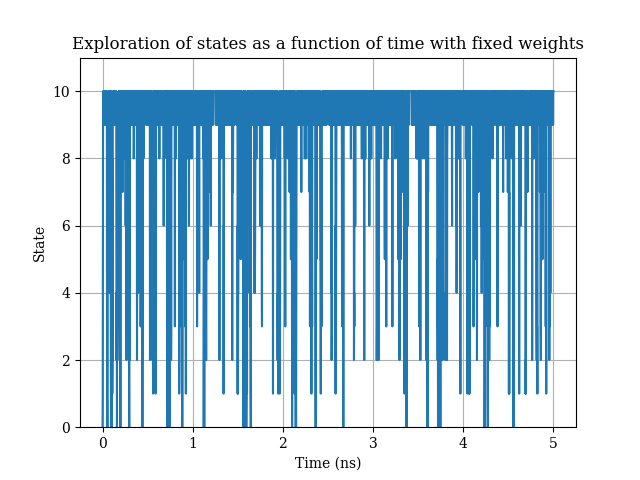 Exploration of states as a function of time with fixed weights
10
8
6
4
2
0
State
0 1 2 3 4 5
Time (ns)